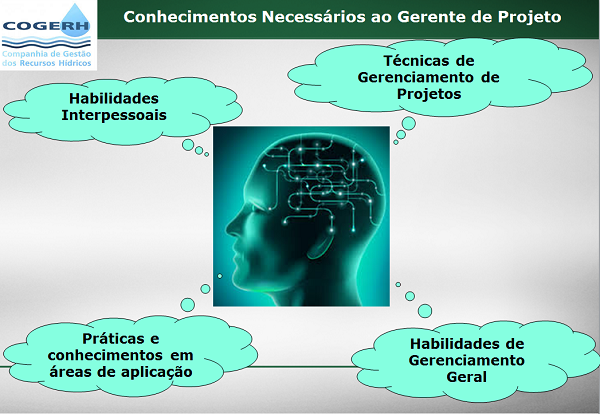 COGERH
Companhia de Gestão
dos Recursos Hídricos
Conhecimentos Necessários ao Gerente de Projeto
Habilidades
Interpessoais
Técnicas de
Gerenciamento de
Projetos
Práticas e
conhecimentos em
áreas de aplicação
Habilidades de
Gerenciamento
Geral